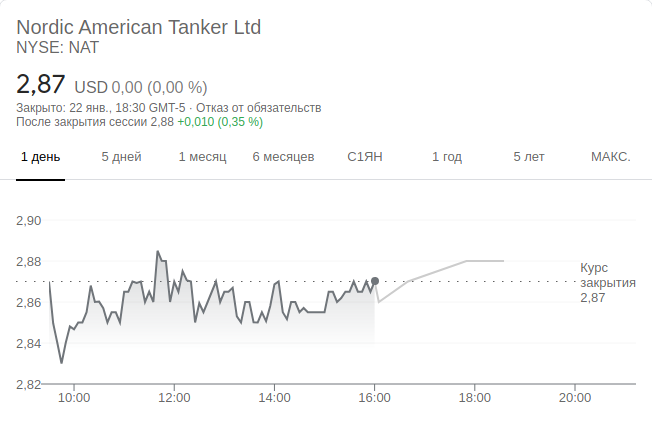 Nordic American Tanker Ltd
NYSE: NAT
2,87 USD 0,00 (0,00 %)
Закрыто: 22 янв., 18:30 GMT-5 · Отказ от обязательств
После закрытия сессии 2,88 +0,010 (0,35 %)
1 день 5 дней 1 месяц 6 месяцев С1ЯН 1 год 5 лет МАКС.
2,90
2,88
Курс
закрытия
2,87
2,86
2,84
2,82
10:00 12:00 14:00 16:00 18:00 20:00